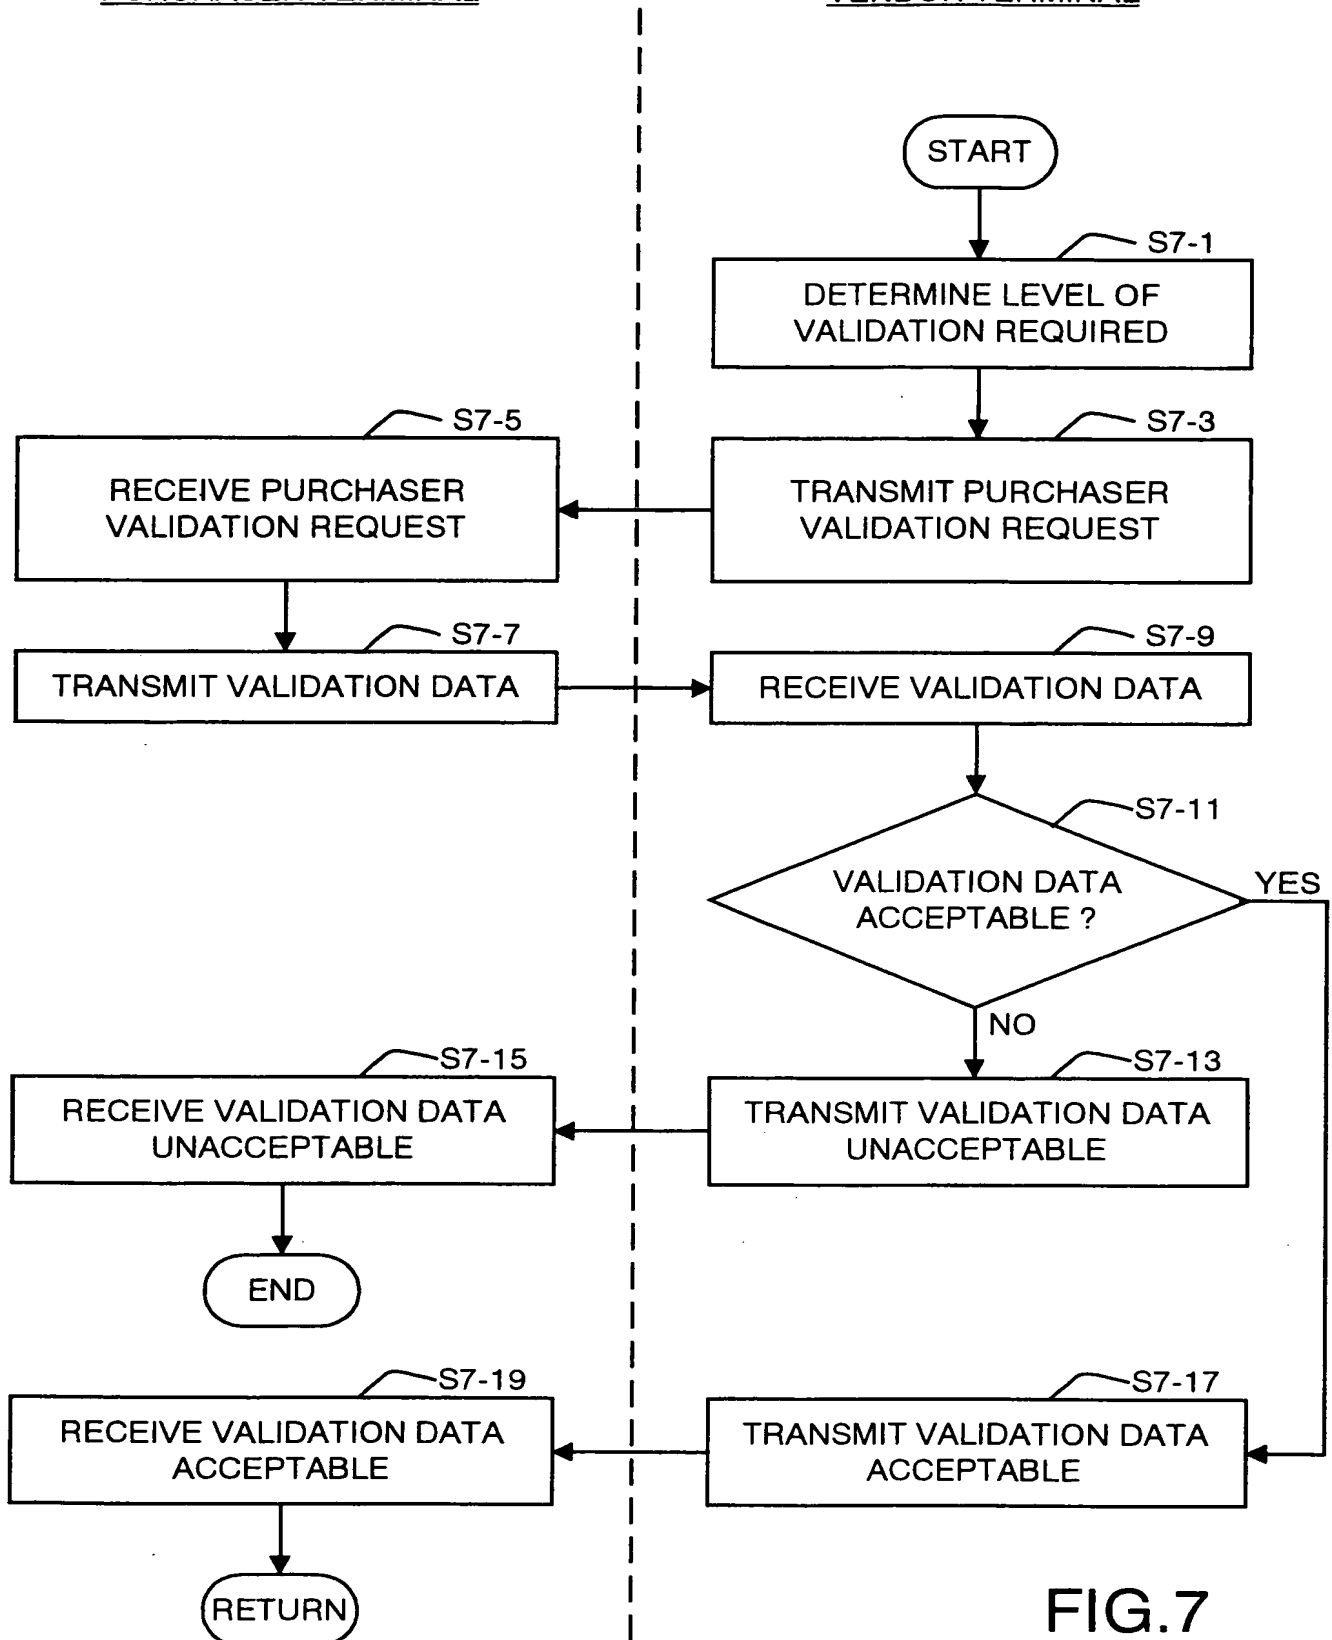 START
S7-1
DETERMINE LEVEL OF
VALIDATION REQUIRED
S7-5
RECEIVE PURCHASER
VALIDATION REQUEST
S7-3
TRANSMIT PURCHASER
VALIDATION REQUEST
S7-7
TRANSMIT VALIDATION DATA
S7-9
RECEIVE VALIDATION DATA
S7-11
VALIDATION DATA
ACCEPTABLE ?
YES
NO
S7-15
RECEIVE VALIDATION DATA
UNACCEPTABLE
S7-13
TRANSMIT VALIDATION DATA
UNACCEPTABLE
END
S7-19
RECEIVE VALIDATION DATA
ACCEPTABLE
S7-17
TRANSMIT VALIDATION DATA
ACCEPTABLE
RETURN
FIG.7